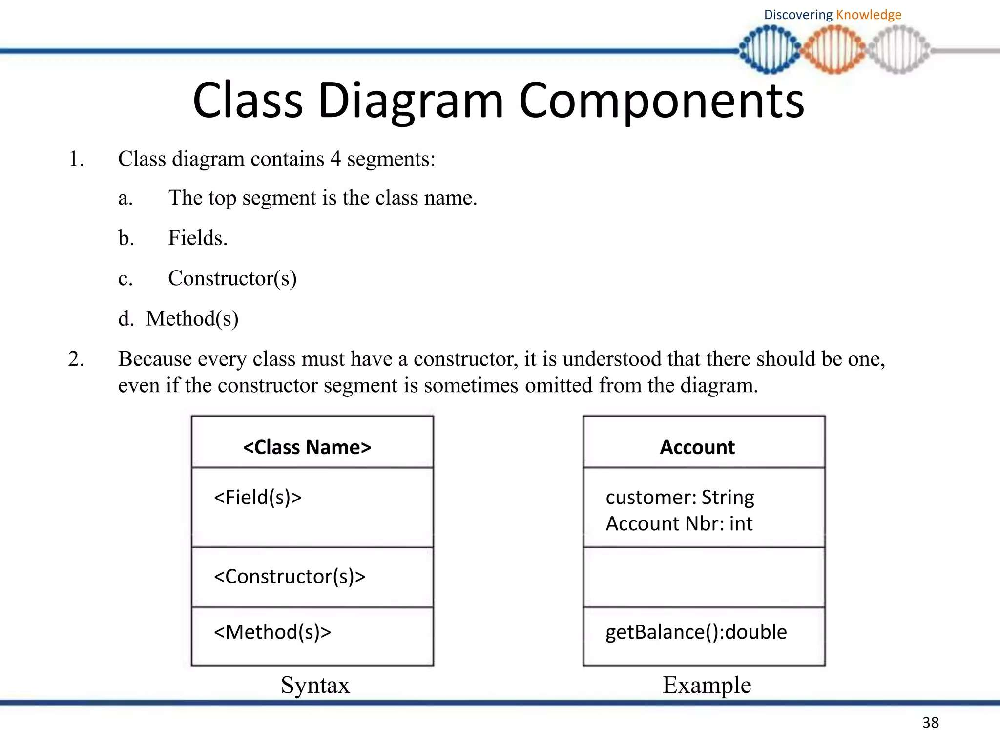 Discovering Knowledge
Class Diagram Components
1. Class diagram contains 4 segments:
a. The top segment is the class name.
b. Fields.
c. Constructor(s)
d. Method(s)
2. Because every class must have a constructor, it is understood that there should be one,
even if the constructor segment is sometimes omitted from the diagram.
<Class Name>
<Field(s)>
<Constructor(s)>
<Method(s)>
Syntax
Account
customer: String
Account Nbr: int
getBalance():double
Example
38